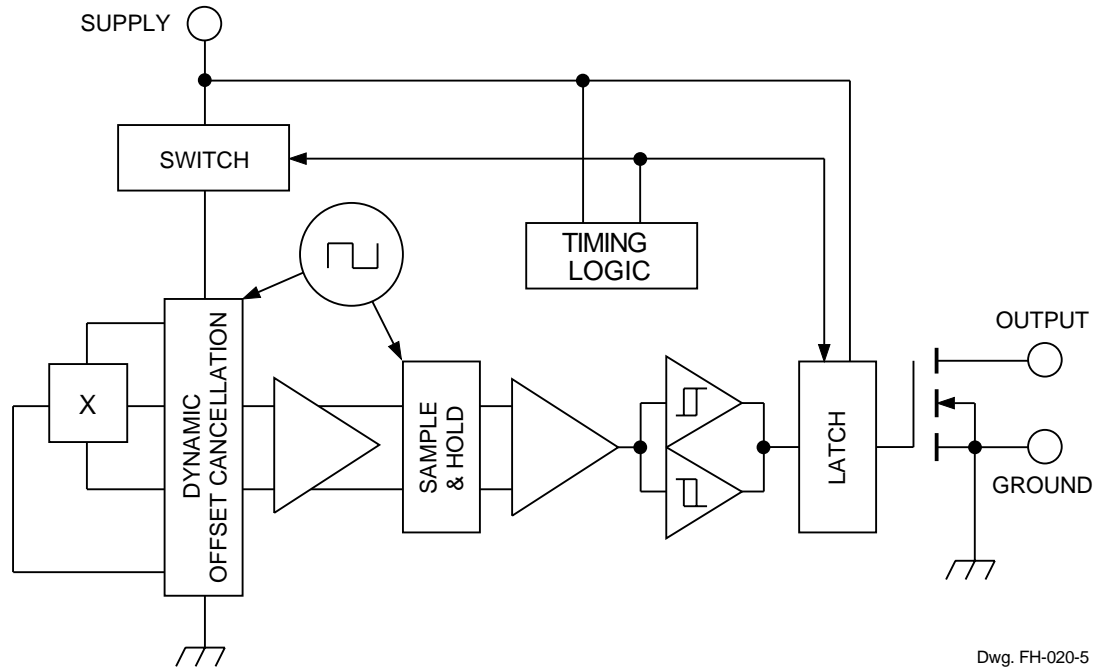 SUPPLY
SWITCH
TIMING
LOGIC
X
DYNAMIC
OFFSET CANCELLATION
SAMPLE
& HOLD
LATCH
OUTPUT
GROUND
Dwg. FH-020-5